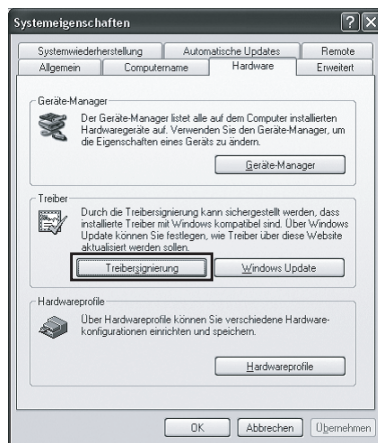 Systemeigenschaften
Systemwiederherstellung Automatische Updates Remote
Allgemein Computername Hardware Erweitert
Geräte-Manager
Der Geräte-Manager listet alle auf dem Computer installierten
Hardwaregeräte auf. Verwenden Sie den Geräte-Manager, um
die Eigenschaften eines Geräts zu ändern.
Geräte-Manager
Treiber
Durch die Treibersignierung kann sichergestellt werden, dass
installierte Treiber mit Windows kompatibel sind. Über Windows
Update können Sie festlegen, wie Treiber über diese Website
aktualisiert werden sollen.
Treibersignierung Windows Update
Hardwareprofile
Über Hardwareprofile können Sie verschiedene Hardware-
konfigurationen einrichten und speichern.
Hardwareprofile
OK Abbrechen Übernehmen